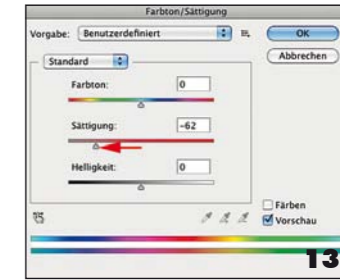 Farbton/Sättigung
Vorgabe: Benutzerdefiniert
OK
Abbrechen
Standard
Farbton: 0
Sättigung: -62
Helligkeit: 0
Färben
Vorschau
13